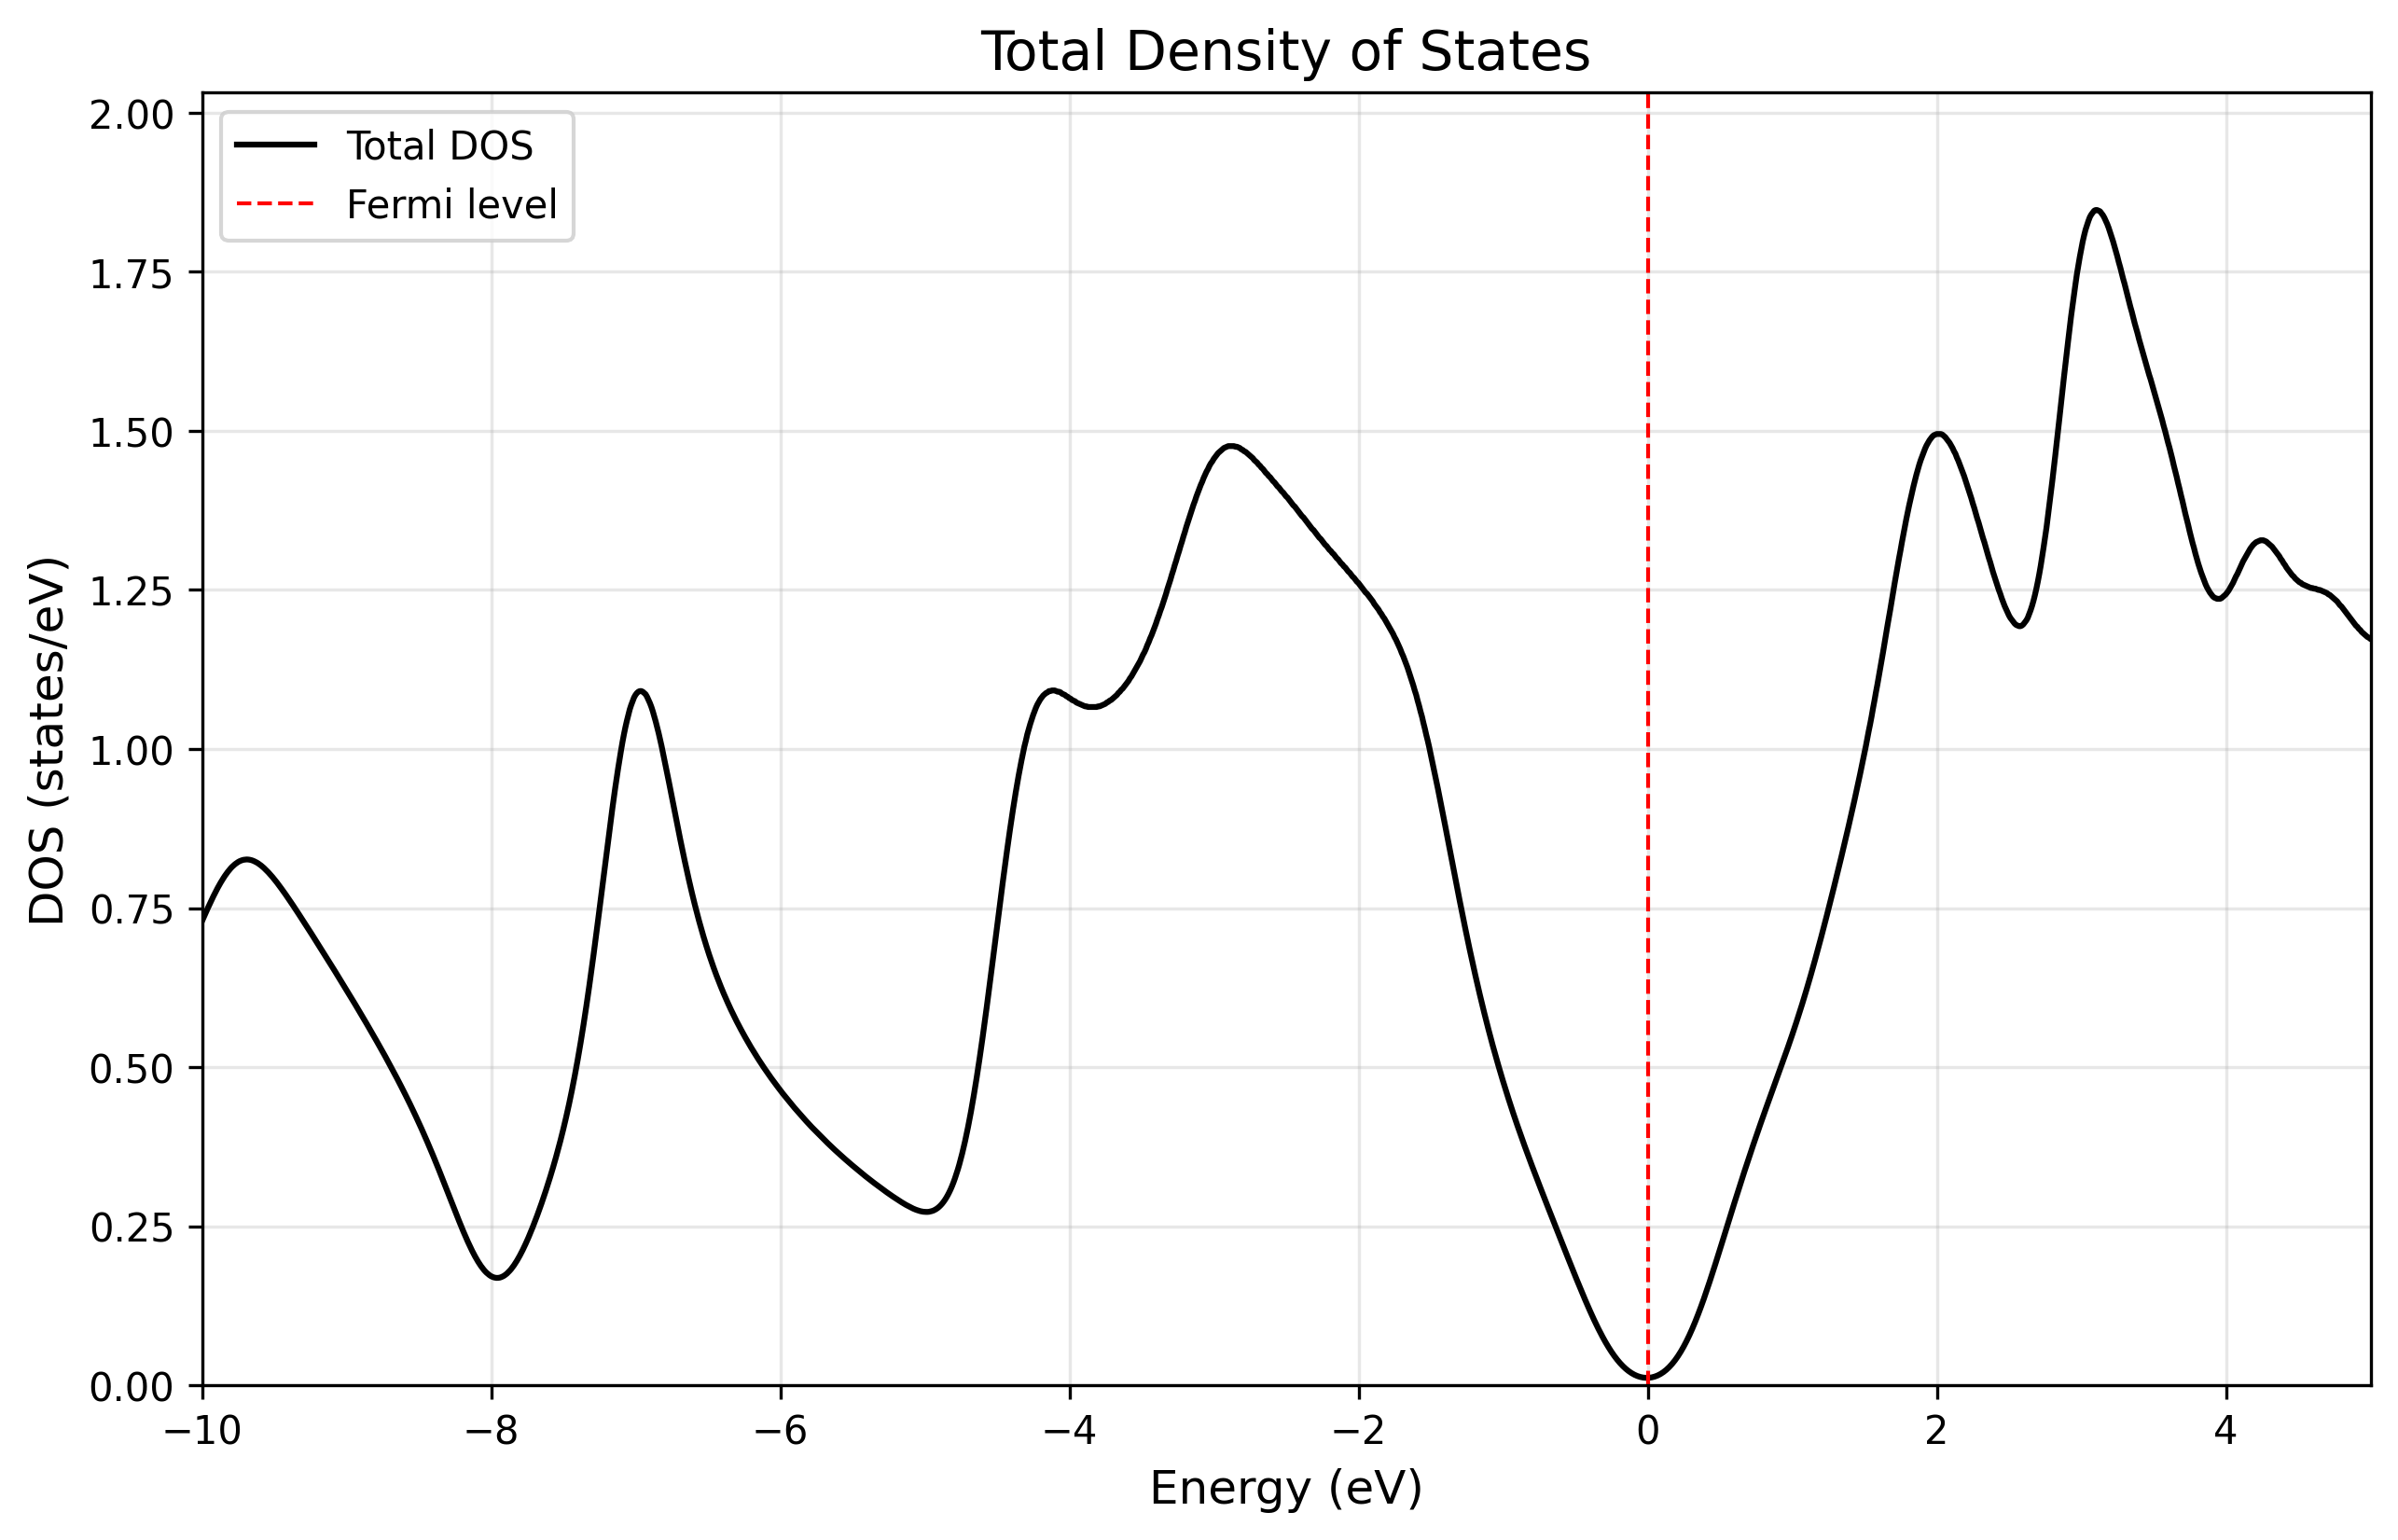 Total Density of States
Total DOS
Fermi level
2.00
1.75
1.50
1.25
1.00
0.75
0.50
0.25
0.00
DOS (states/eV)
−10 −8 −6 −4 −2 0 2 4
Energy (eV)